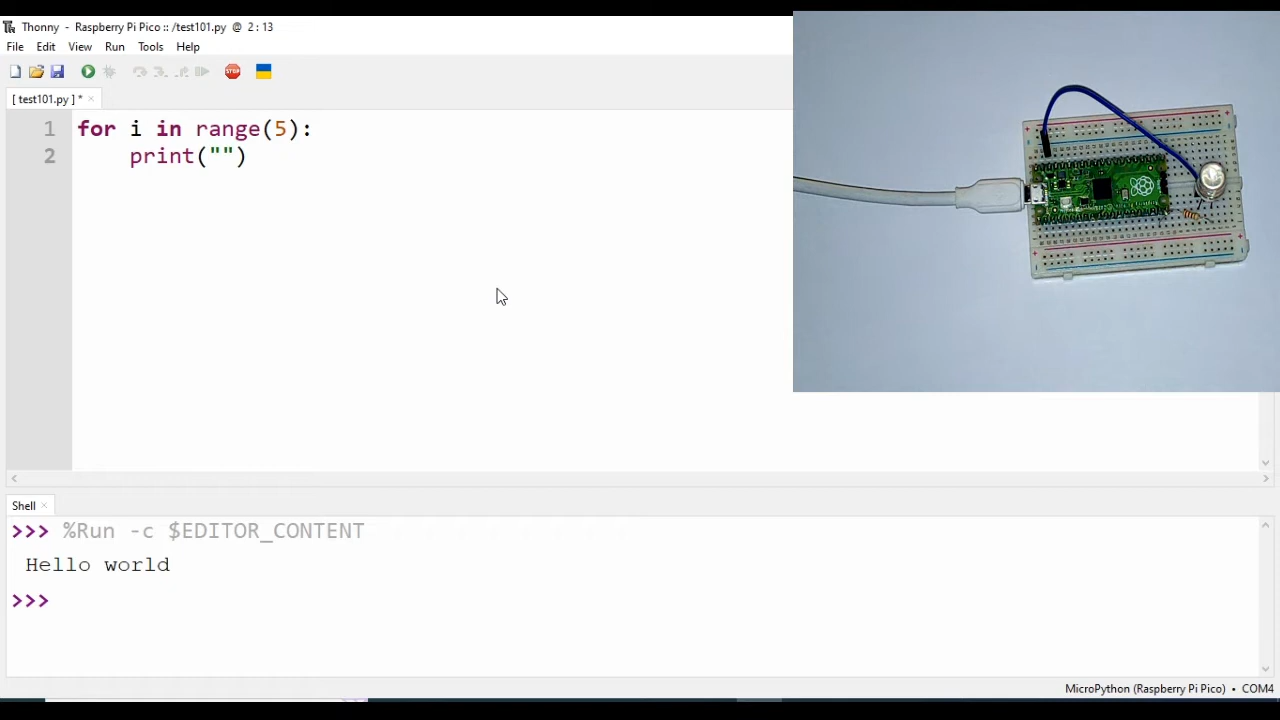 Thonny - Raspberry Pi Pico :: /test101.py @ 2 : 13
File Edit View Run Tools Help
STOP
[ test101.py ] * ×
1 for i in range(5):
2     print("")
Shell ×
>>> %Run -c $EDITOR_CONTENT
Hello world
>>>
MicroPython (Raspberry Pi Pico) • COM4